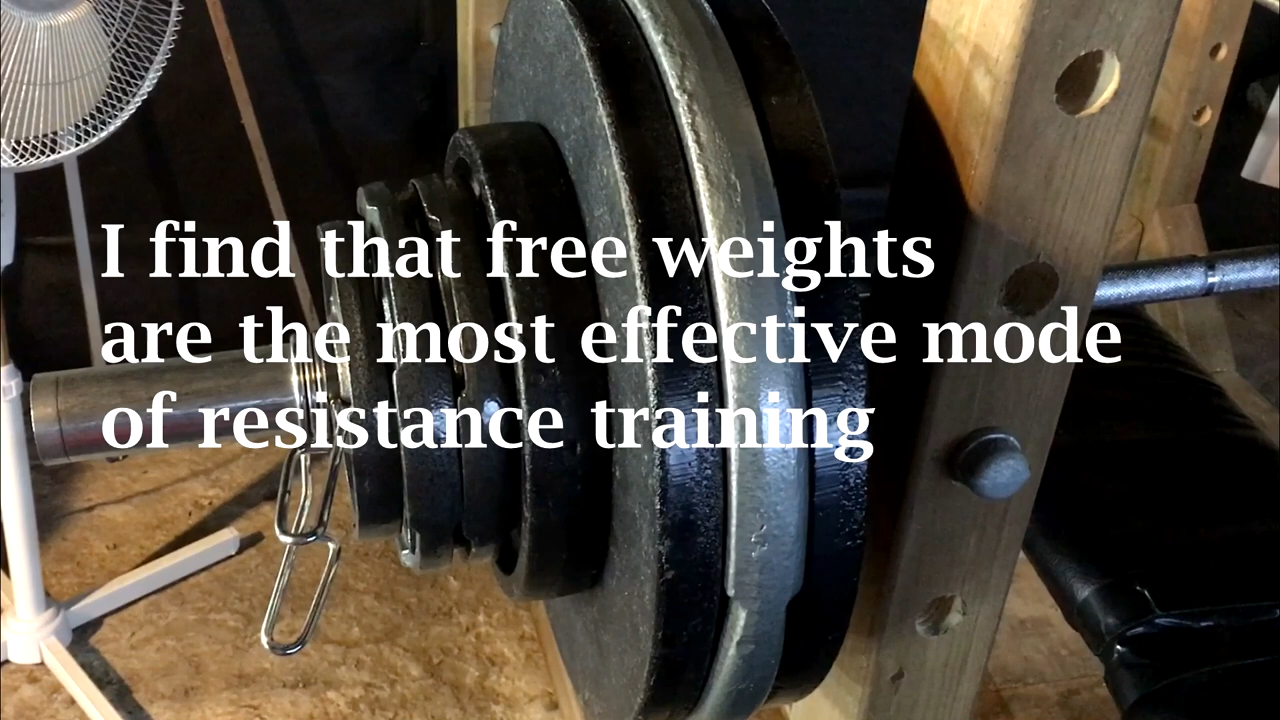 I find that free weights
are the most effective mode
of resistance training